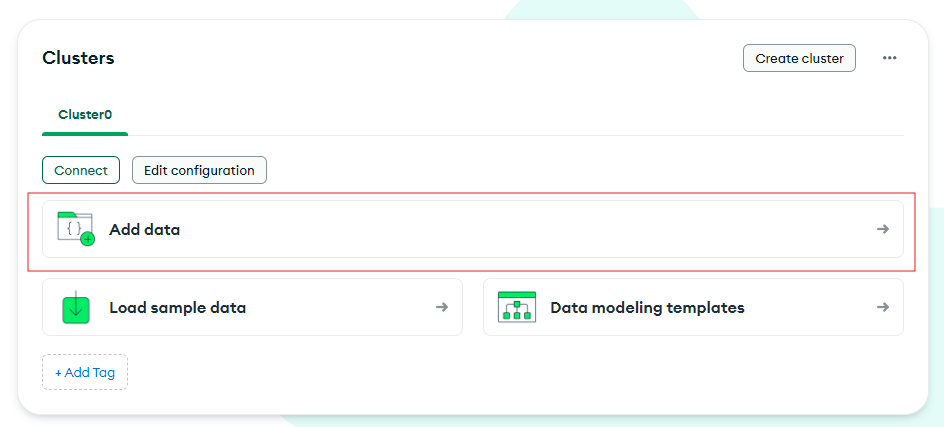 Clusters
Create cluster
Cluster0
Connect
Edit configuration
{ }
Add data
Load sample data
Data modeling templates
+ Add Tag